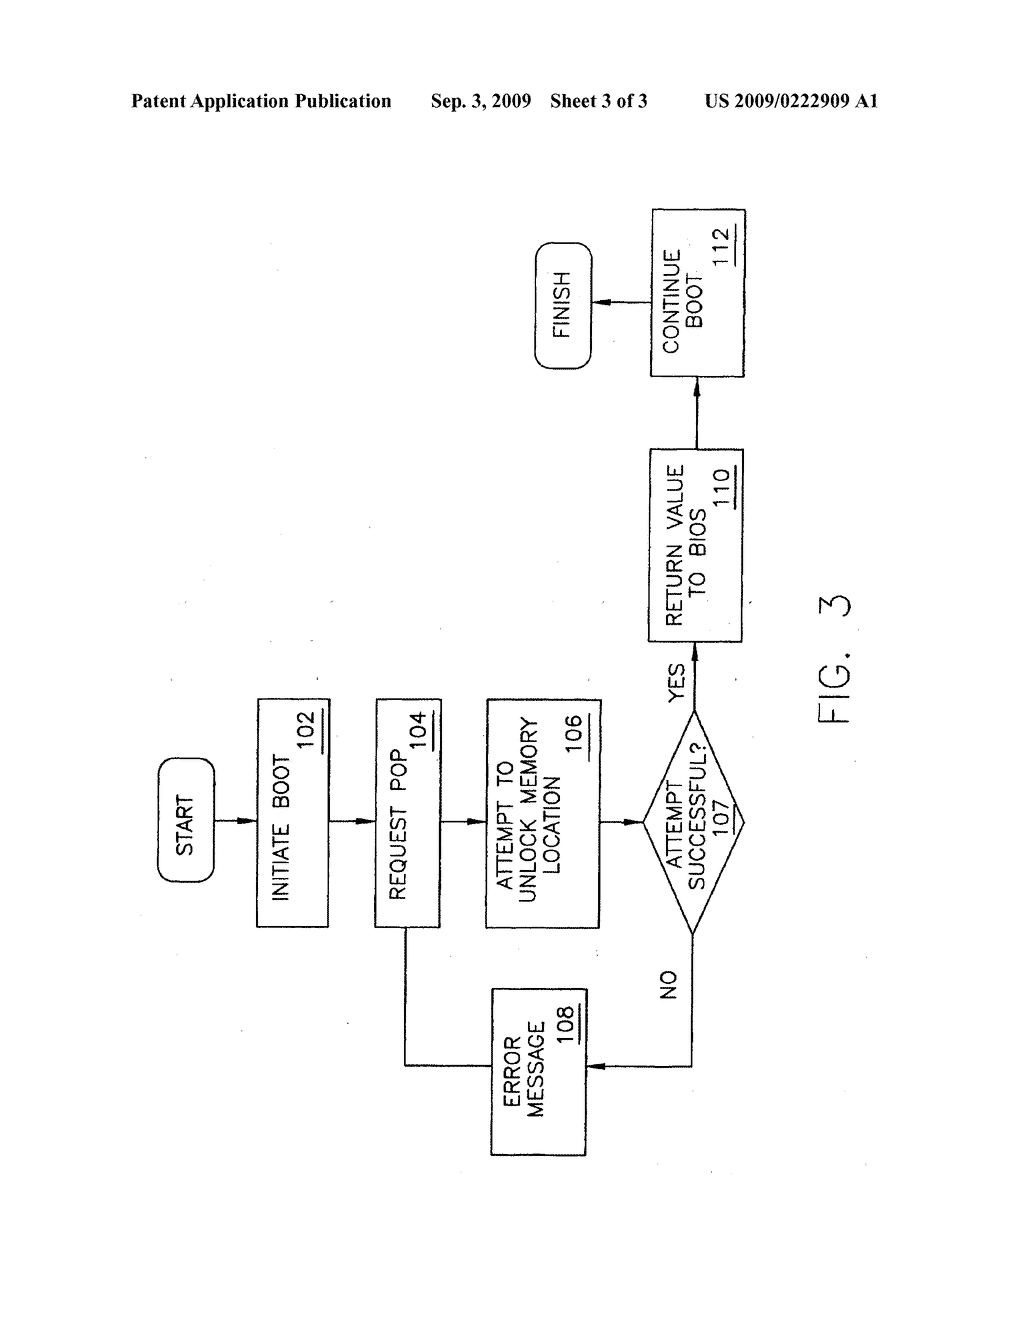 Patent Application Publication Sep. 3, 2009 Sheet 3 of 3 US 2009/0222909 A1
START
INITIATE BOOT
102
REQUEST POP
104
ATTEMPT TO
UNLOCK MEMORY
LOCATION
106
ATTEMPT
SUCCESSFUL?
107
NO
ERROR
MESSAGE
108
YES
RETURN VALUE
TO BIOS
110
CONTINUE
BOOT
112
FINISH
FIG. 3